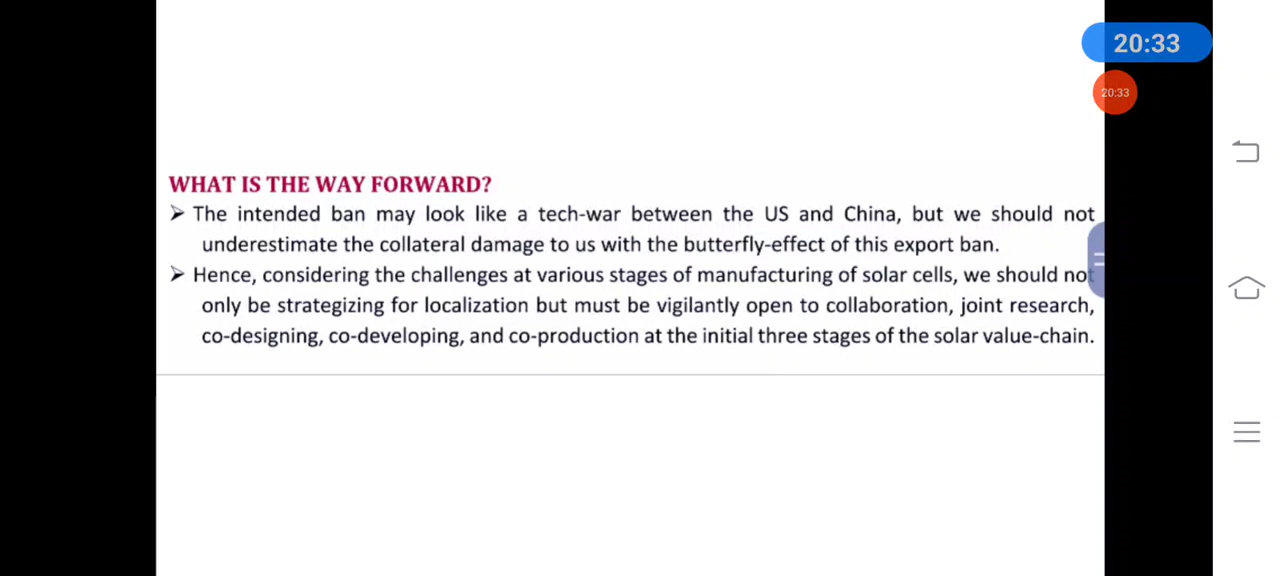 20:33
20:33
WHAT IS THE WAY FORWARD?
➤ The intended ban may look like a tech-war between the US and China, but we should not
underestimate the collateral damage to us with the butterfly-effect of this export ban.
➤ Hence, considering the challenges at various stages of manufacturing of solar cells, we should not
only be strategizing for localization but must be vigilantly open to collaboration, joint research,
co-designing, co-developing, and co-production at the initial three stages of the solar value-chain.